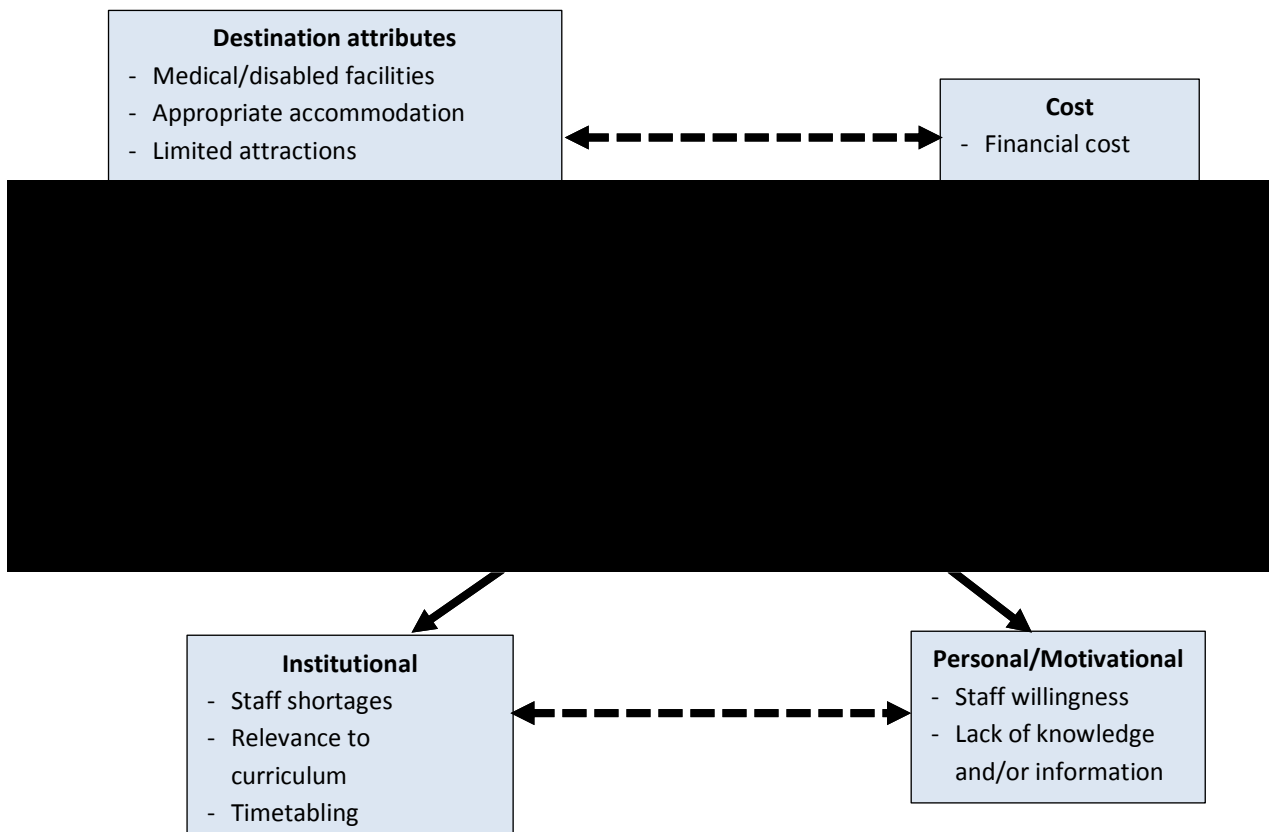 Destination attributes
- Medical/disabled facilities
- Appropriate accommodation
- Limited attractions
Cost
- Financial cost
Institutional
- Staff shortages
- Relevance to
curriculum
- Timetabling
Personal/Motivational
- Staff willingness
- Lack of knowledge
and/or information